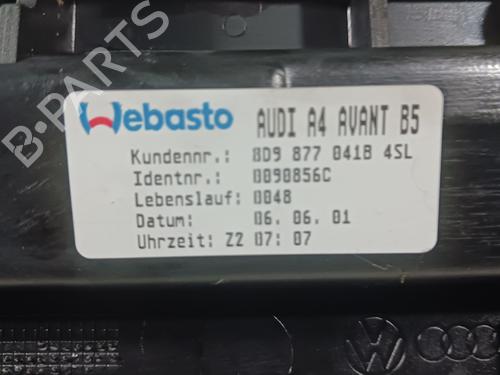 B-PARTS
Webasto AUDI A4 AVANT B5
Kundennr.: 8D9 877 041B 4SL
Identnr.: 0090856C
Lebenslauf: 0048
Datum: 06. 06. 01
Uhrzeit: Z2 07: 07